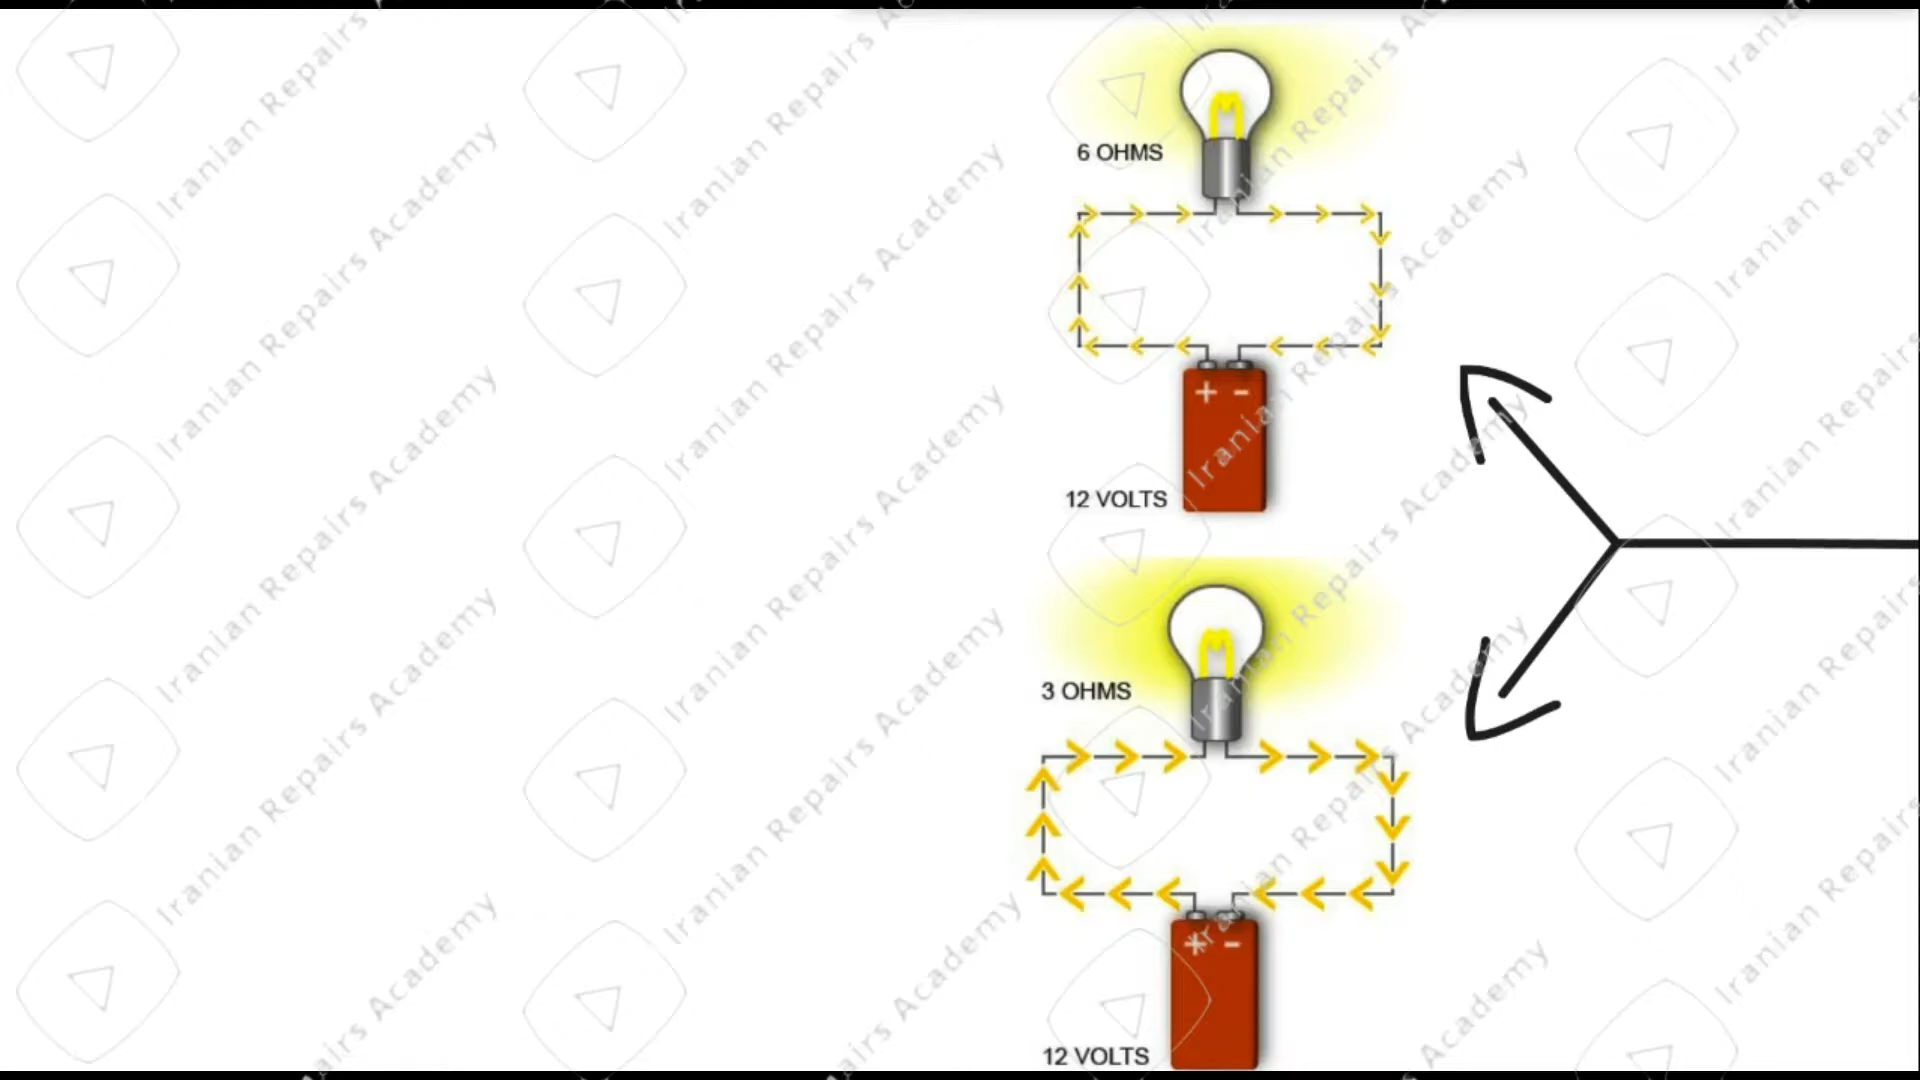 6 OHMS
+ -
12 VOLTS
3 OHMS
+ -
12 VOLTS
Iranian Repairs Academy